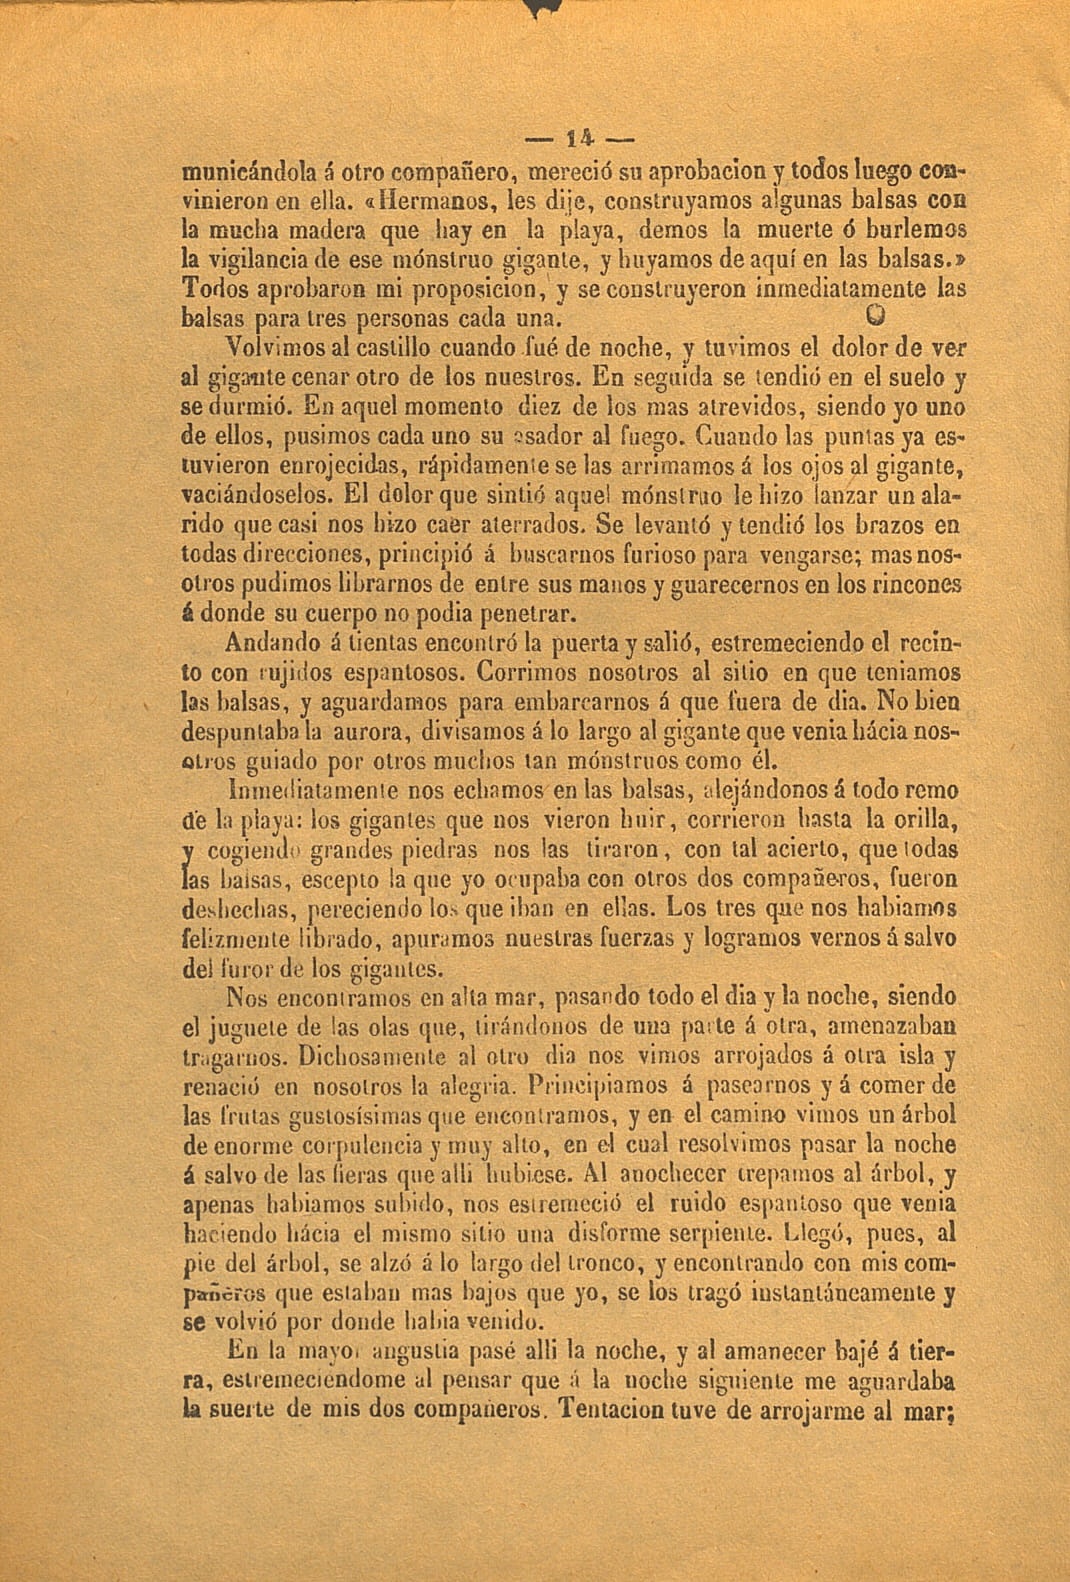 — 14 —
municándola á otro compañero, mereció su aprobacion y todos luego con-
vinieron en ella. «Hermanos, les dije, construyamos algunas balsas con
la mucha madera que hay en la playa, demos la muerte ó burlemos
la vigilancia de ese mónstruo gigante, y huyamos de aquí en las balsas.»
Todos aprobaron mi proposicion, y se construyeron inmediatamente las
balsas para tres personas cada una.
Volvimos al castillo cuando fué de noche, y tuvimos el dolor de ver
al gigante cenar otro de los nuestros. En seguida se tendió en el suelo y
se durmió. En aquel momento diez de los mas atrevidos, siendo yo uno
de ellos, pusimos cada uno su asador al fuego. Cuando las puntas ya es-
tuvieron enrojecidas, rápidamente se las arrimamos á los ojos al gigante,
vaciándoselos. El dolor que sintió aquel mónstruo le hizo lanzar un ala-
rido que casi nos hizo caer aterrados. Se levantó y tendió los brazos en
todas direcciones, principió á buscarnos furioso para vengarse; mas nos-
otros pudimos librarnos de entre sus manos y guarecernos en los rincones
á donde su cuerpo no podia penetrar.
Andando á tientas encontró la puerta y salió, estremeciendo el recin-
to con rujidos espantosos. Corrimos nosotros al sitio en que teniamos
las balsas, y aguardamos para embarcarnos á que fuera de dia. No bien
despuntaba la aurora, divisamos á lo largo al gigante que venia hácia nos-
otros guiado por otros muchos tan mónstruos como él.
Inmediatamente nos echamos en las balsas, alejándonos á todo remo
de la playa: los gigantes que nos vieron huir, corrieron hasta la orilla,
y cogiendo grandes piedras nos las tiraron, con tal acierto, que todas
las balsas, escepto la que yo ocupaba con otros dos compañeros, fueron
deshechas, pereciendo los que iban en ellas. Los tres que nos habiamos
felizmente librado, apuramos nuestras fuerzas y logramos vernos á salvo
del furor de los gigantes.
Nos encontramos en alta mar, pasando todo el dia y la noche, siendo
el juguete de las olas que, tirándonos de una parte á otra, amenazaban
tragarnos. Dichosamente al otro dia nos vimos arrojados á otra isla y
renació en nosotros la alegria. Principiamos á pasearnos y á comer de
las frutas gustosísimas que encontramos, y en el camino vimos un árbol
de enorme corpulencia y muy alto, en el cual resolvimos pasar la noche
á salvo de las fieras que alli hubiese. Al anochecer trepamos al árbol, y
apenas habiamos subido, nos estremeció el ruido espantoso que venia
haciendo hácia el mismo sitio una disforme serpiente. Llegó, pues, al
pie del árbol, se alzó á lo largo del tronco, y encontrando con mis com-
pañeros que estaban mas bajos que yo, se los tragó instantáneamente y
se volvió por donde habia venido.
En la mayor angustia pasé alli la noche, y al amanecer bajé á tier-
ra, estremeciéndome al pensar que á la noche siguiente me aguardaba
la suerte de mis dos compañeros. Tentacion tuve de arrojarme al mar;